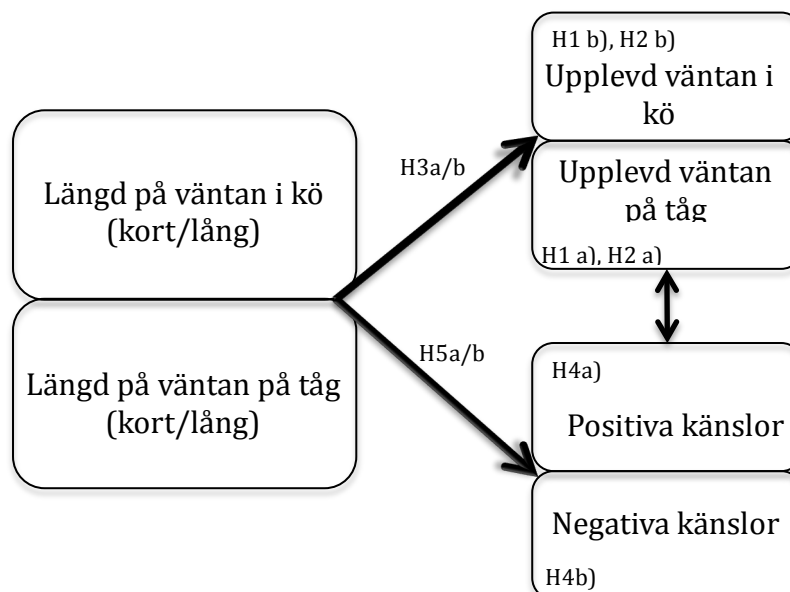 Längd på väntan i kö
(kort/lång)
Längd på väntan på tåg
(kort/lång)
H3a/b
H5a/b
H1 b), H2 b)
Upplevd väntan i
kö
Upplevd väntan
på tåg
H1 a), H2 a)
H4a)
Positiva känslor
Negativa känslor
H4b)